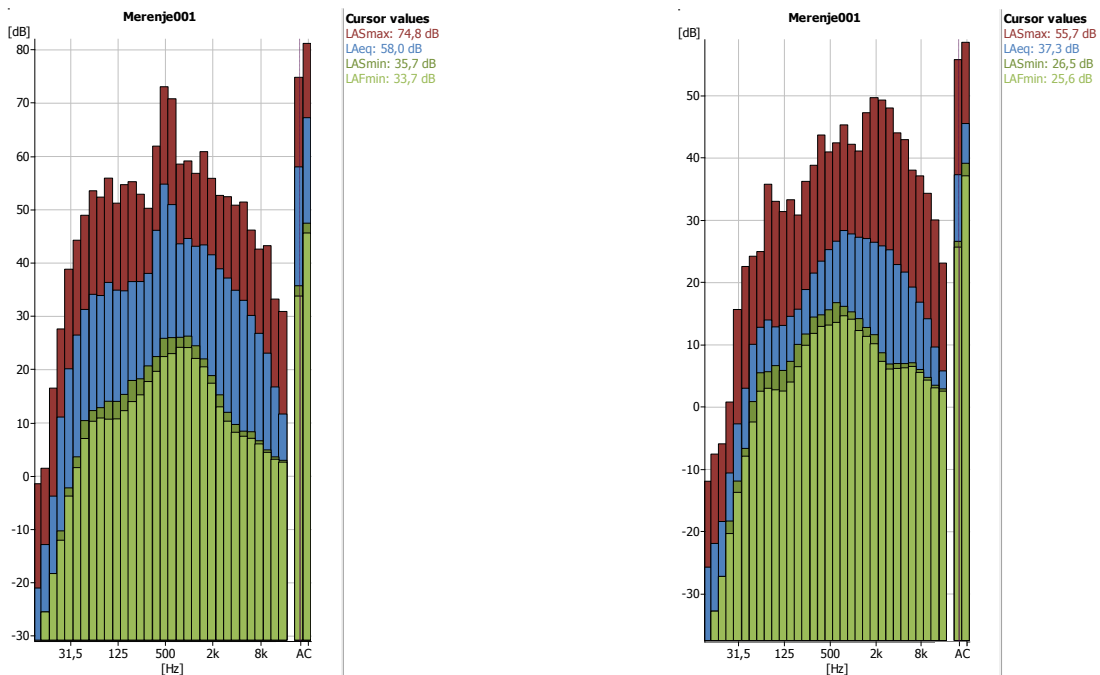 Merenje001
[dB]
80
70
60
50
40
30
20
10
0
-10
-20
-30
31,5 125 500 2k 8k AC
[Hz]
Cursor values
LASmax: 74,8 dB
LAeq: 58,0 dB
LASmin: 35,7 dB
LAFmin: 33,7 dB
Merenje001
[dB]
50
40
30
20
10
0
-10
-20
-30
31,5 125 500 2k 8k AC
[Hz]
Cursor values
LASmax: 55,7 dB
LAeq: 37,3 dB
LASmin: 26,5 dB
LAFmin: 25,6 dB